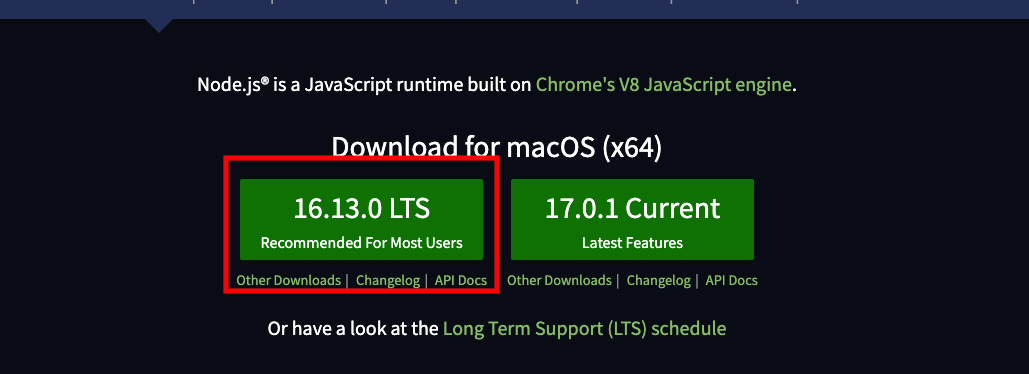 Node.js® is a JavaScript runtime built on Chrome's V8 JavaScript engine.
Download for macOS (x64)
16.13.0 LTS
Recommended For Most Users
Other Downloads | Changelog | API Docs
17.0.1 Current
Latest Features
Other Downloads | Changelog | API Docs
Or have a look at the Long Term Support (LTS) schedule